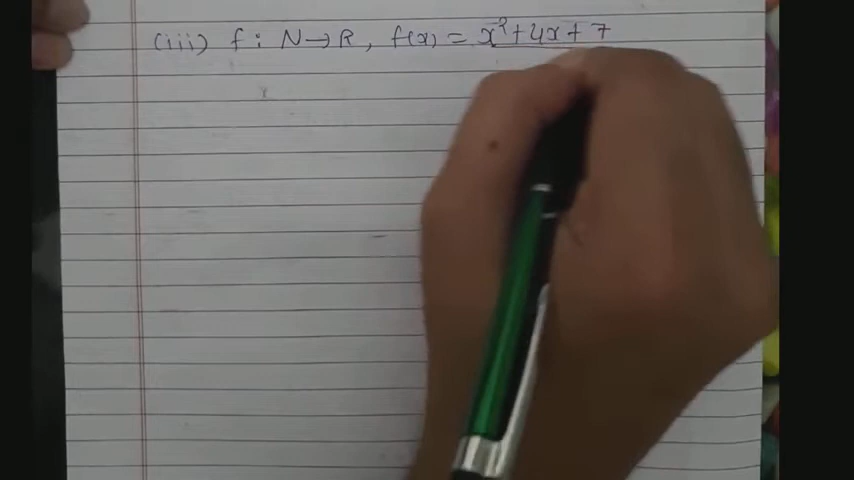 (iii) f : N→R, f(x) = x²+4x+7